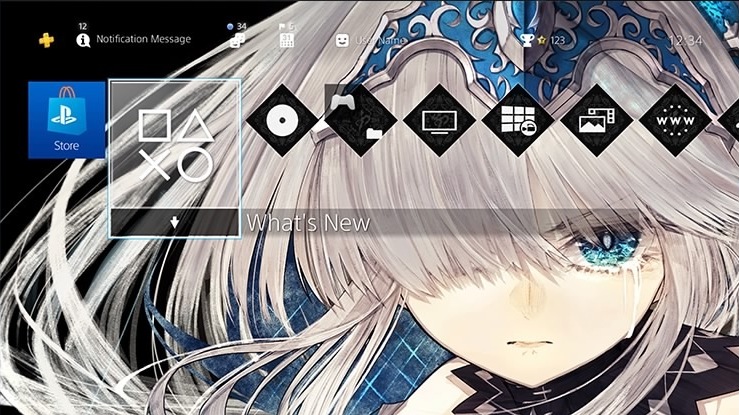 12
34
6
Notification Message
User Name
123
12:34
Store
www
What's New